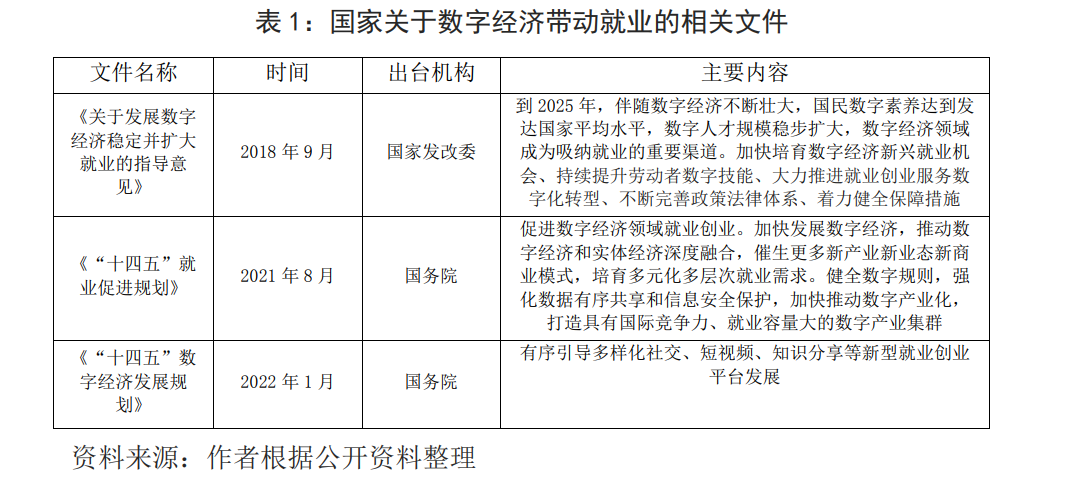 表 1：国家关于数字经济带动就业的相关文件
文件名称 时间 出台机构 主要内容
《关于发展数字
经济稳定并扩大
就业的指导意
见》
2018 年 9 月
国家发改委
到 2025 年，伴随数字经济不断壮大，国民数字素养达到发
达国家平均水平，数字人才规模稳步扩大，数字经济领域
成为吸纳就业的重要渠道。加快培育数字经济新兴就业机
会、持续提升劳动者数字技能、大力推进就业创业服务数
字化转型、不断完善政策法律体系、着力健全保障措施
《“十四五”就
业促进规划》
2021 年 8 月
国务院
促进数字经济领域就业创业。加快发展数字经济，推动数
字经济和实体经济深度融合，催生更多新产业新业态新商
业模式，培育多元化多层次就业需求。健全数字规则，强
化数据有序共享和信息安全保护，加快推动数字产业化，
打造具有国际竞争力、就业容量大的数字产业集群
《“十四五”数
字经济发展规
划》
2022 年 1 月
国务院
有序引导多样化社交、短视频、知识分享等新型就业创业
平台发展
资料来源：作者根据公开资料整理